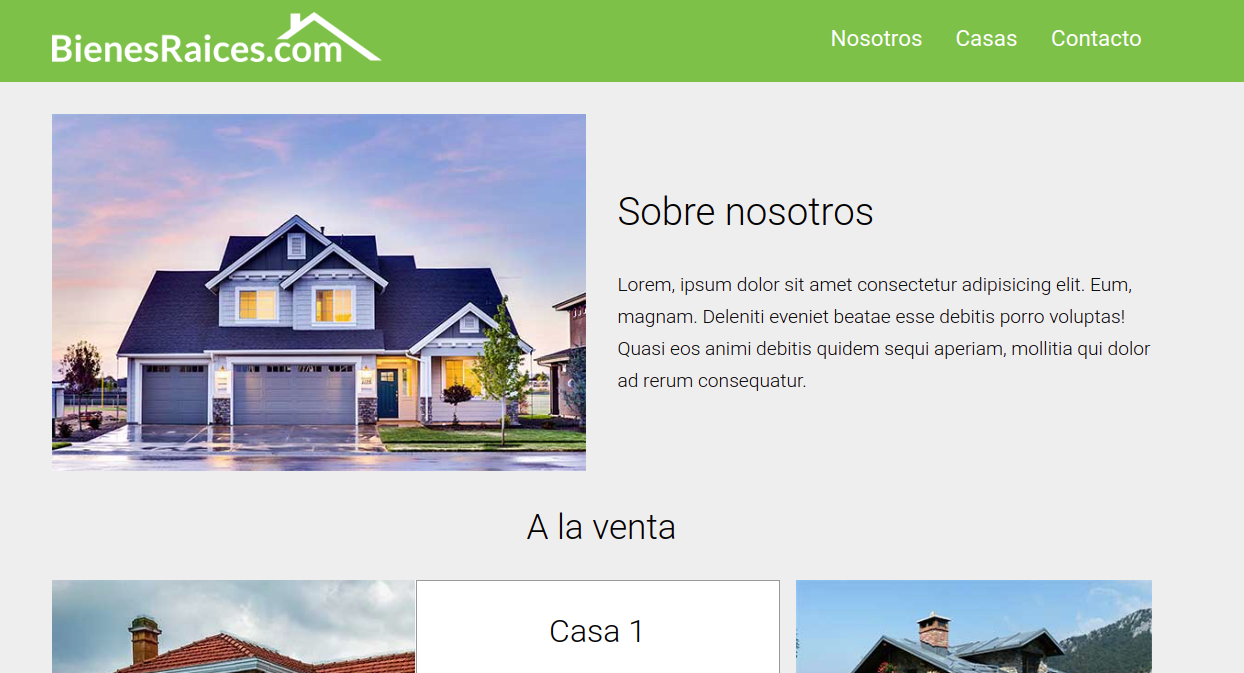 BienesRaices.com
Nosotros Casas Contacto
Sobre nosotros
Lorem, ipsum dolor sit amet consectetur adipisicing elit. Eum,
magnam. Deleniti eveniet beatae esse debitis porro voluptas!
Quasi eos animi debitis quidem sequi aperiam, mollitia qui dolor
ad rerum consequatur.
A la venta
Casa 1